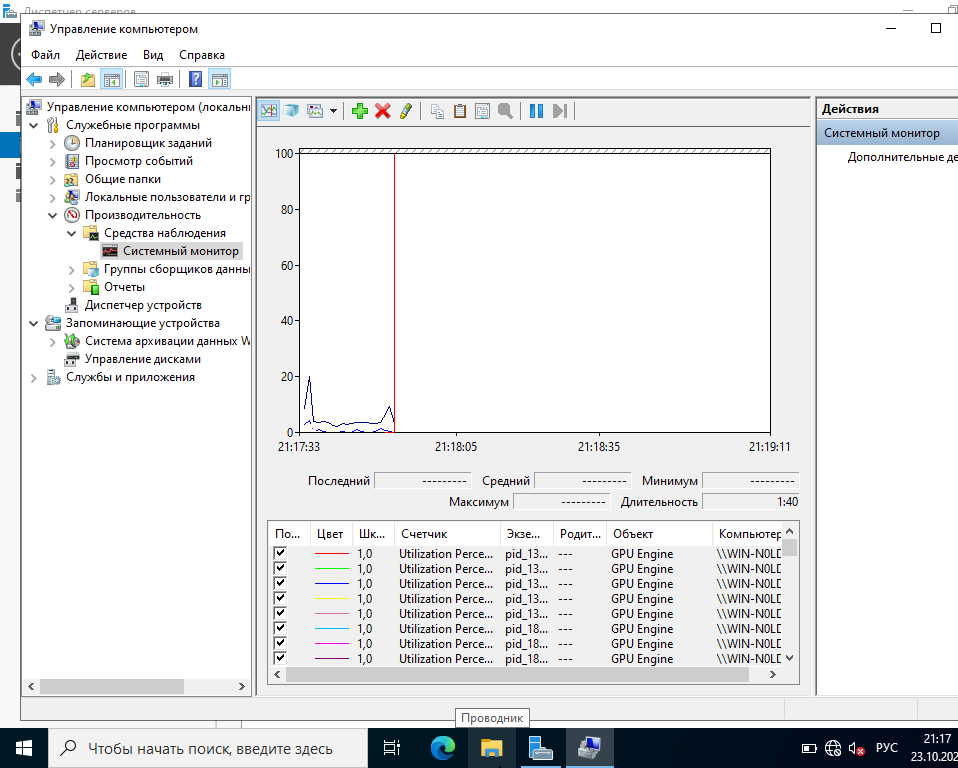 Диспетчер серверов
Управление компьютером
Файл Действие Вид Справка
Управление компьютером (локальн
Служебные программы
Планировщик заданий
Просмотр событий
Общие папки
Локальные пользователи и гр
Производительность
Средства наблюдения
Системный монитор
Группы сборщиков данны
Отчеты
Диспетчер устройств
Запоминающие устройства
Система архивации данных W
Управление дисками
Службы и приложения
100
80
60
40
20
0
21:17:33 21:18:05 21:18:35 21:19:11
Последний --------- Средний --------- Минимум ---------
Максимум --------- Длительность 1:40
По... Цвет Шк... Счетчик Экзе... Родит... Объект Компьютер
1,0 Utilization Perce... pid_13... --- GPU Engine \\WIN-N0LD
1,0 Utilization Perce... pid_13... --- GPU Engine \\WIN-N0LD
1,0 Utilization Perce... pid_13... --- GPU Engine \\WIN-N0LD
1,0 Utilization Perce... pid_13... --- GPU Engine \\WIN-N0LD
1,0 Utilization Perce... pid_13... --- GPU Engine \\WIN-N0LD
1,0 Utilization Perce... pid_18... --- GPU Engine \\WIN-N0LD
1,0 Utilization Perce... pid_18... --- GPU Engine \\WIN-N0LD
1,0 Utilization Perce... pid_18... --- GPU Engine \\WIN-N0LD
Действия
Системный монитор
Дополнительные де
Проводник
Чтобы начать поиск, введите здесь
РУС
21:17
23.10.202